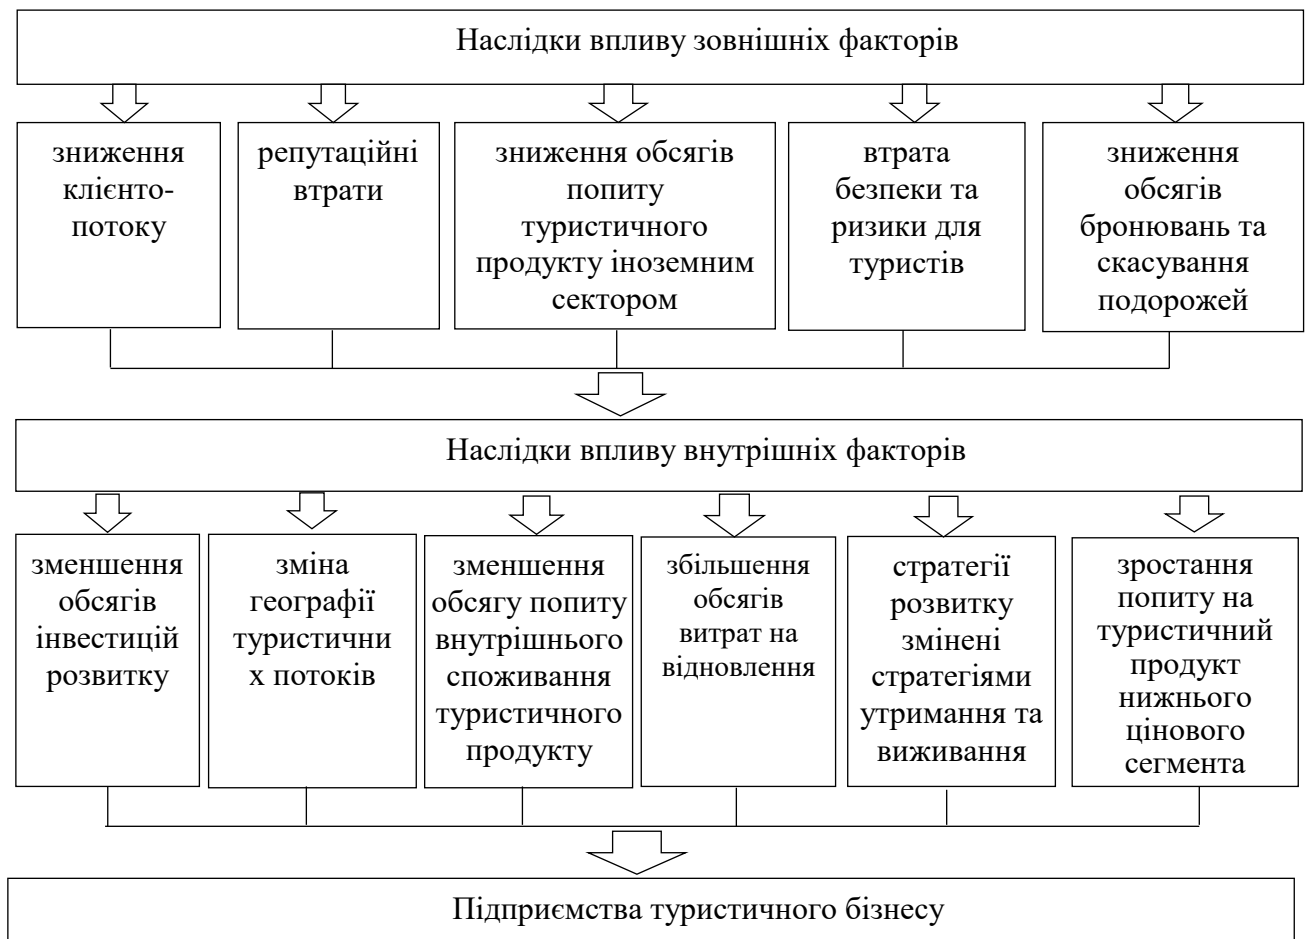 Наслідки впливу зовнішніх факторів
зниження
клієнто-
потоку
репутаційні
втрати
зниження обсягів
попиту
туристичного
продукту іноземним
сектором
втрата
безпеки та
ризики для
туристів
зниження
обсягів
бронювань та
скасування
подорожей
Наслідки впливу внутрішніх факторів
зменшення
обсягів
інвестицій
розвитку
зміна
географії
туристични
х потоків
зменшення
обсягу попиту
внутрішнього
споживання
туристичного
продукту
збільшення
обсягів
витрат на
відновлення
стратегії
розвитку
змінені
стратегіями
утримання та
виживання
зростання
попиту на
туристичний
продукт
нижнього
цінового
сегмента
Підприємства туристичного бізнесу